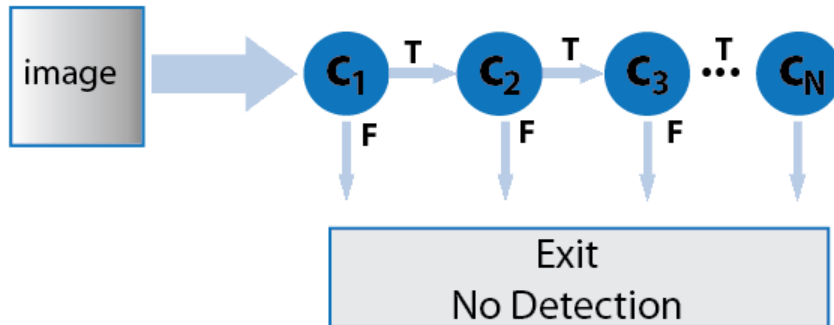 image
C1 T C2 T C3 T ... CN
F F F
Exit
No Detection